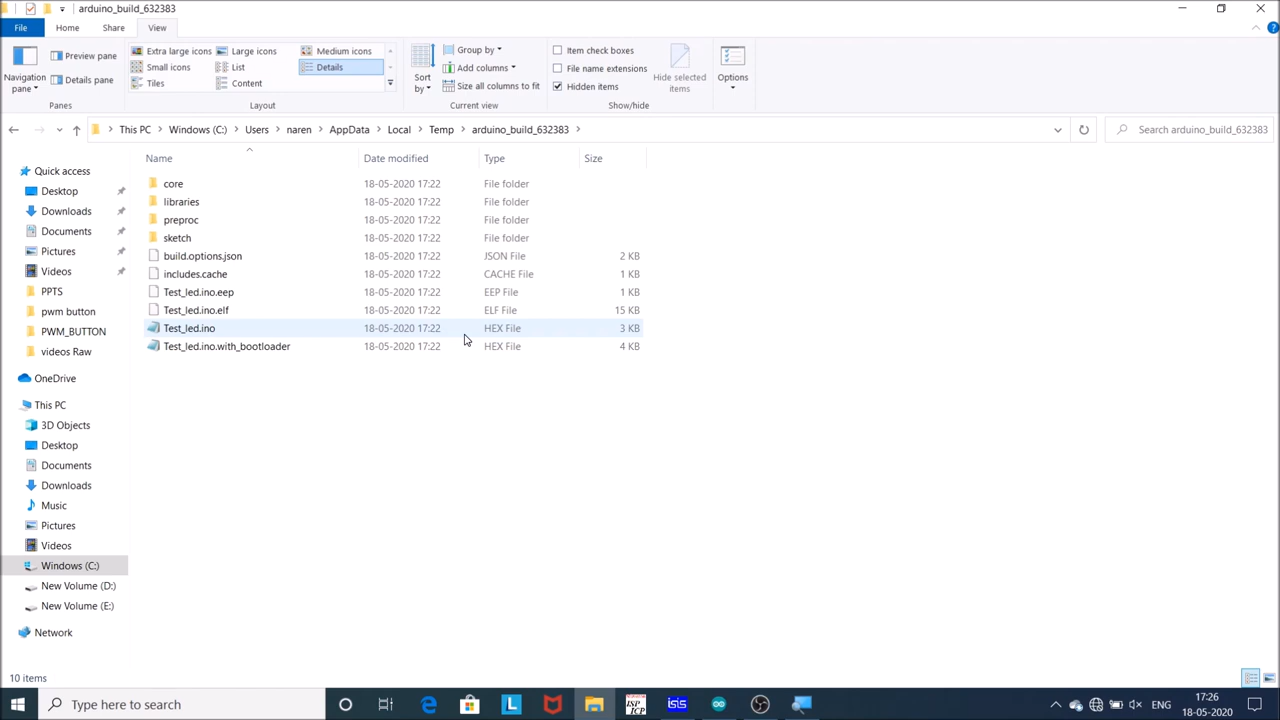 arduino_build_632383
File Home Share View
Navigation pane
Preview pane
Details pane
Panes
Extra large icons Large icons Medium icons
Small icons List Details
Tiles Content
Layout
Sort by
Group by
Add columns
Size all columns to fit
Current view
Item check boxes
File name extensions
Hidden items
Hide selected items
Show/hide
Options
This PC Windows (C:) Users naren AppData Local Temp arduino_build_632383
Search arduino_build_632383
Quick access
Desktop
Downloads
Documents
Pictures
Videos
PPTS
pwm button
PWM_BUTTON
videos Raw
OneDrive
This PC
3D Objects
Desktop
Documents
Downloads
Music
Pictures
Videos
Windows (C:)
New Volume (D:)
New Volume (E:)
Network
Name Date modified Type Size
core 18-05-2020 17:22 File folder
libraries 18-05-2020 17:22 File folder
preproc 18-05-2020 17:22 File folder
sketch 18-05-2020 17:22 File folder
build.options.json 18-05-2020 17:22 JSON File 2 KB
includes.cache 18-05-2020 17:22 CACHE File 1 KB
Test_led.ino.eep 18-05-2020 17:22 EEP File 1 KB
Test_led.ino.elf 18-05-2020 17:22 ELF File 15 KB
Test_led.ino 18-05-2020 17:22 HEX File 3 KB
Test_led.ino.with_bootloader 18-05-2020 17:22 HEX File 4 KB
10 items
Type here to search
L
ISP
ICP
isis
ENG
17:26
18-05-2020